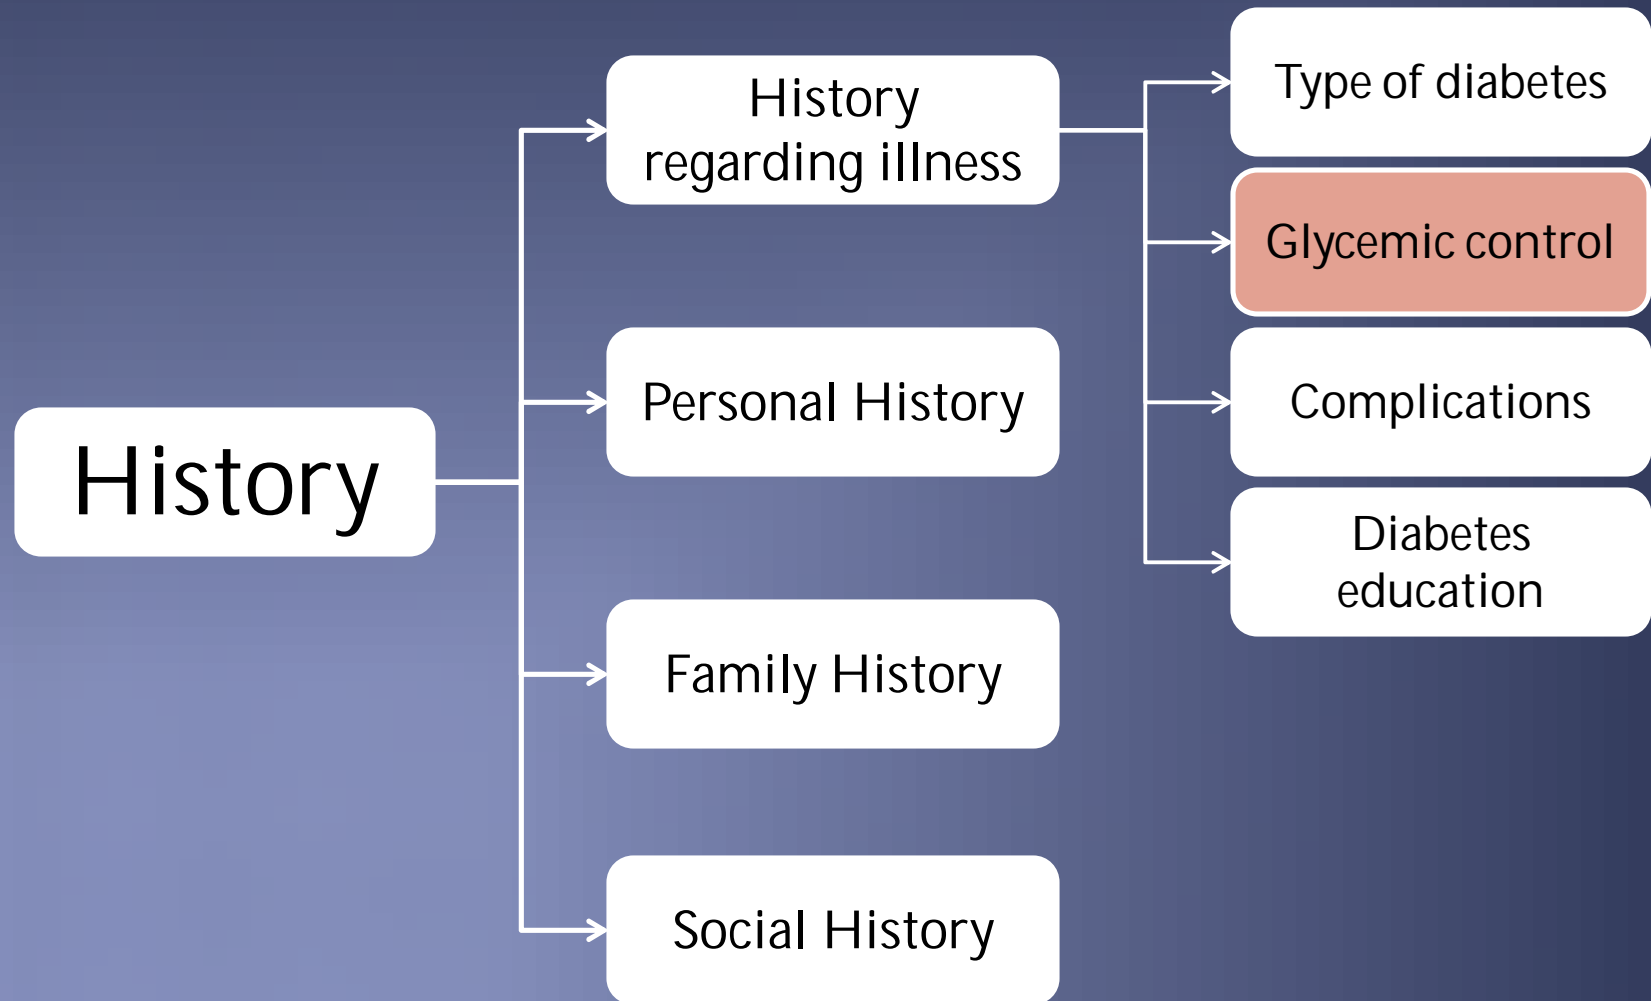 History
History
regarding illness
Type of diabetes
Glycemic control
Complications
Diabetes
education
Personal History
Family History
Social History